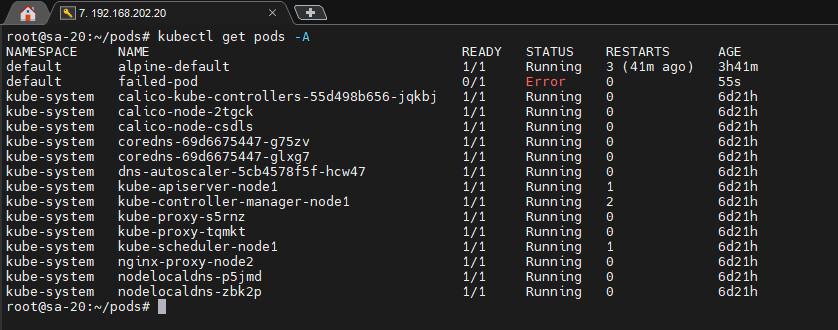 7. 192.168.202.20
root@sa-20:~/pods# kubectl get pods -A
NAMESPACE NAME READY STATUS RESTARTS AGE
default alpine-default 1/1 Running 3 (41m ago) 3h41m
default failed-pod 0/1 Error 0 55s
kube-system calico-kube-controllers-55d498b656-jqkbj 1/1 Running 0 6d21h
kube-system calico-node-2tgck 1/1 Running 0 6d21h
kube-system calico-node-csdls 1/1 Running 0 6d21h
kube-system coredns-69d6675447-g75zv 1/1 Running 0 6d21h
kube-system coredns-69d6675447-glxg7 1/1 Running 0 6d21h
kube-system dns-autoscaler-5cb4578f5f-hcw47 1/1 Running 0 6d21h
kube-system kube-apiserver-node1 1/1 Running 1 6d21h
kube-system kube-controller-manager-node1 1/1 Running 2 6d21h
kube-system kube-proxy-s5rnz 1/1 Running 0 6d21h
kube-system kube-proxy-tqmkt 1/1 Running 0 6d21h
kube-system kube-scheduler-node1 1/1 Running 1 6d21h
kube-system nginx-proxy-node2 1/1 Running 0 6d21h
kube-system nodelocaldns-p5jmd 1/1 Running 0 6d21h
kube-system nodelocaldns-zbk2p 1/1 Running 0 6d21h
root@sa-20:~/pods#